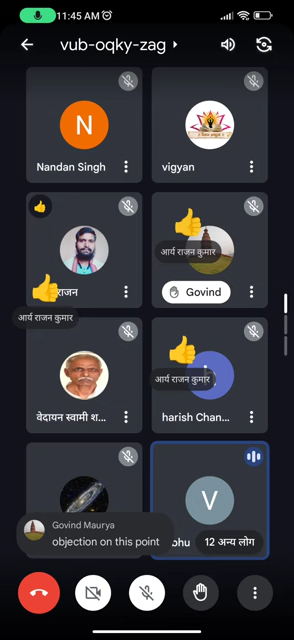 11:45 AM
vub-oqky-zag
N
Nandan Singh
vigyan
राजन
आर्य राजन कुमार
Govind
आर्य राजन कुमार
वेदायन स्वामी श...
harish Chan...
आर्य राजन कुमार
V
bhu
12 अन्य लोग
Govind Maurya
objection on this point